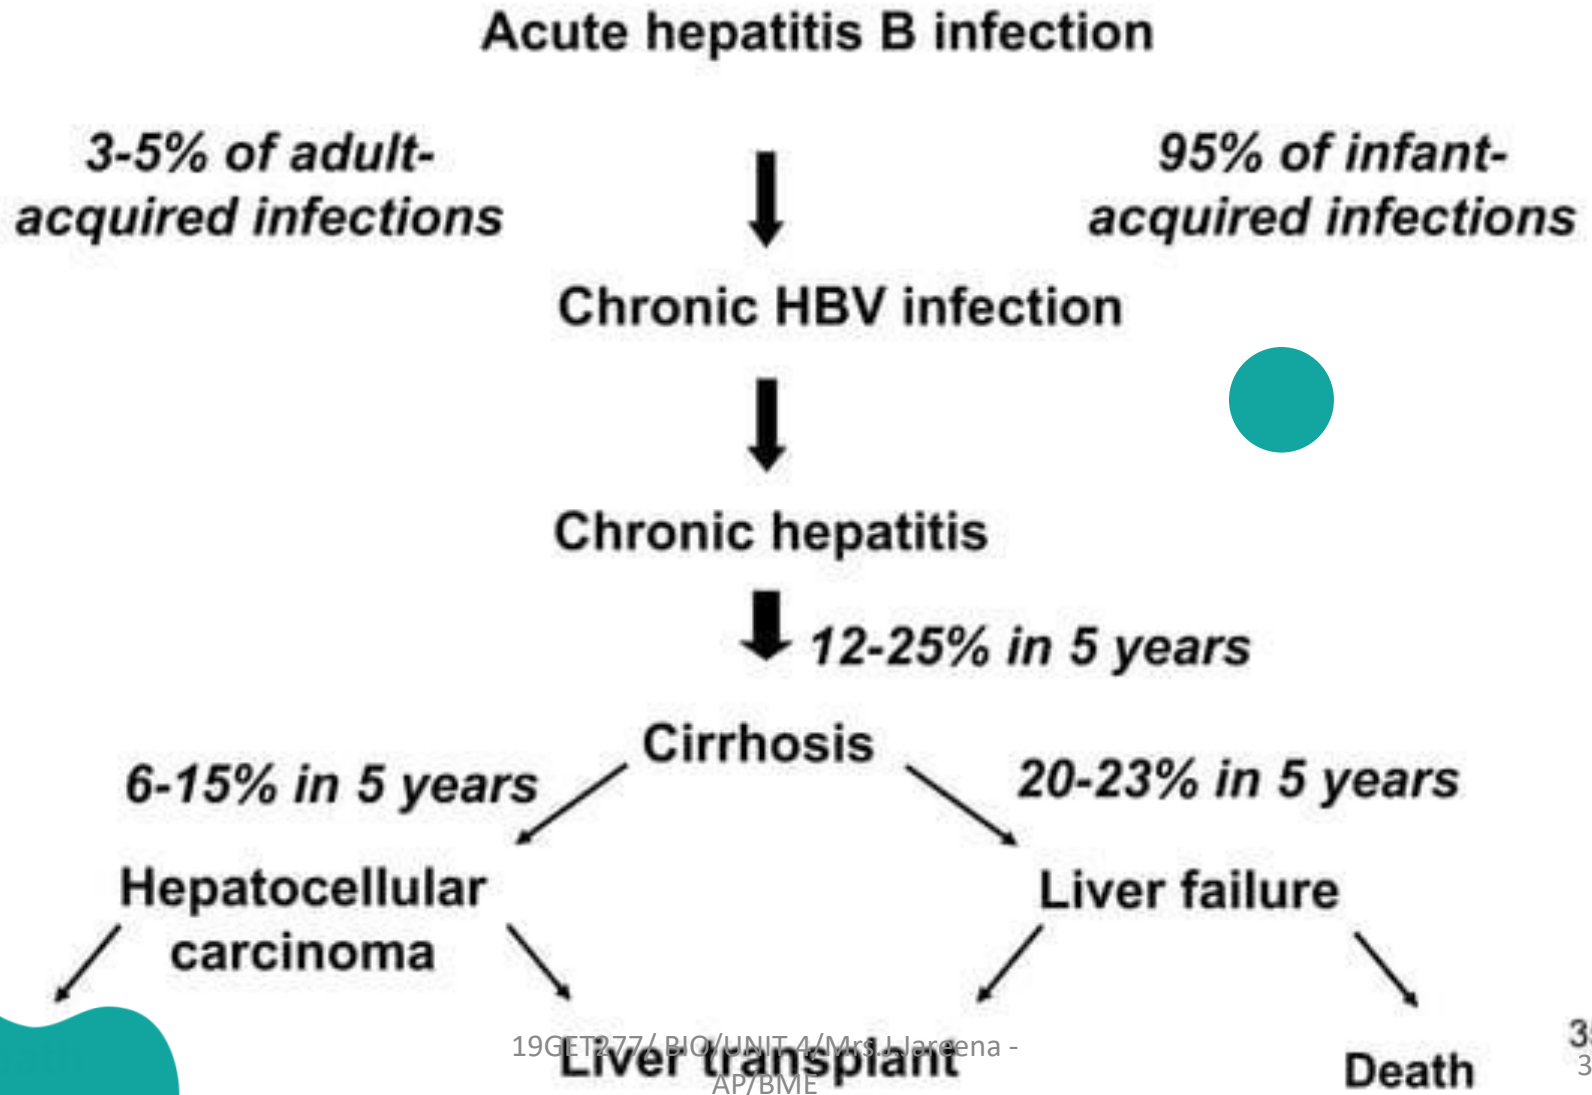 Acute hepatitis B infection
3-5% of adult-
acquired infections
95% of infant-
acquired infections
Chronic HBV infection
Chronic hepatitis
12-25% in 5 years
Cirrhosis
6-15% in 5 years
20-23% in 5 years
Hepatocellular
carcinoma
Liver failure
Liver transplant
Death
19GET277/ BIO/UNIT-4/Mrs.J.Jareena -
AP/BME